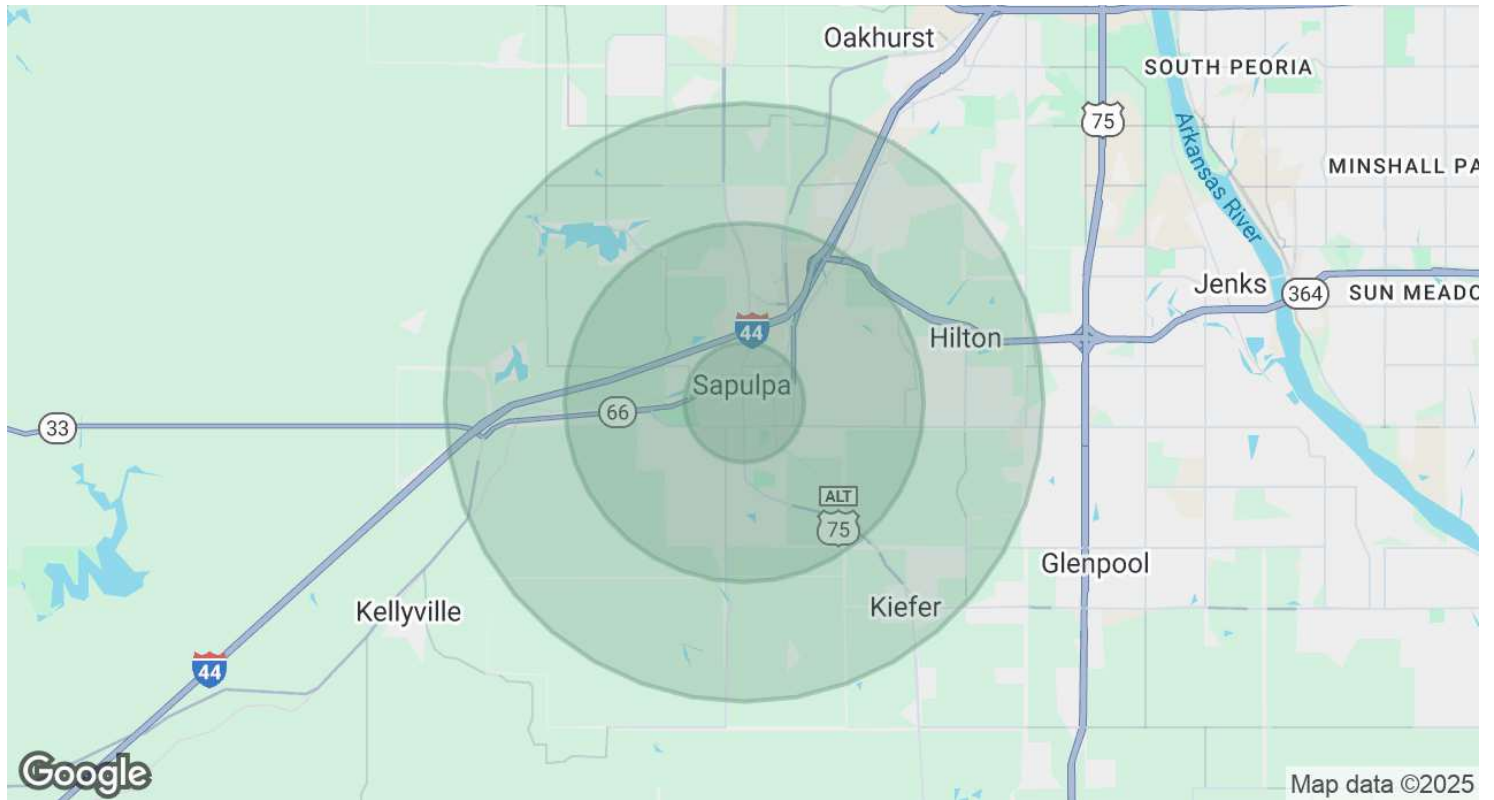 Oakhurst
SOUTH PEORIA
75
Arkansas River
MINSHALL PA
Jenks
364
SUN MEADO
44
Hilton
Sapulpa
66
33
ALT
75
Glenpool
Kiefer
Kellyville
44
Google
Map data ©2025